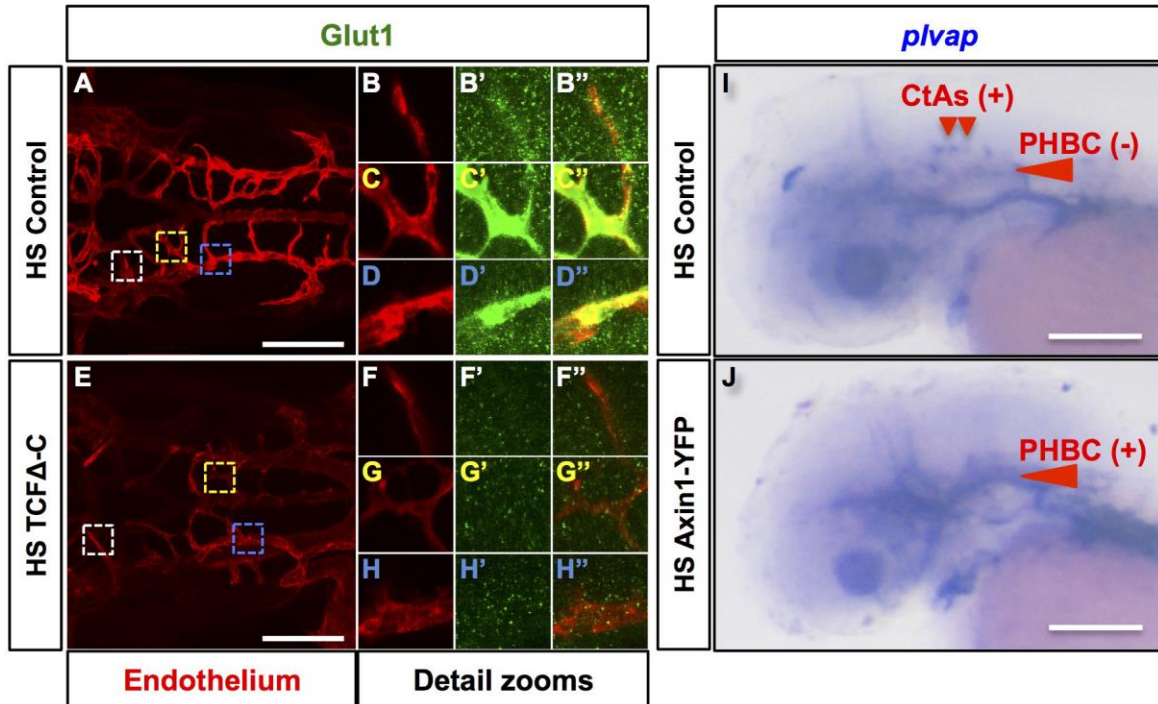 Glut1
plvap
HS Control
A
B
B’
B”
C
C’
C”
D
D’
D”
HS TCFΔ-C
E
F
F’
F”
G
G’
G”
H
H’
H”
Endothelium
Detail zooms
HS Control
I
CtAs (+)
PHBC (-)
HS Axin1-YFP
J
PHBC (+)